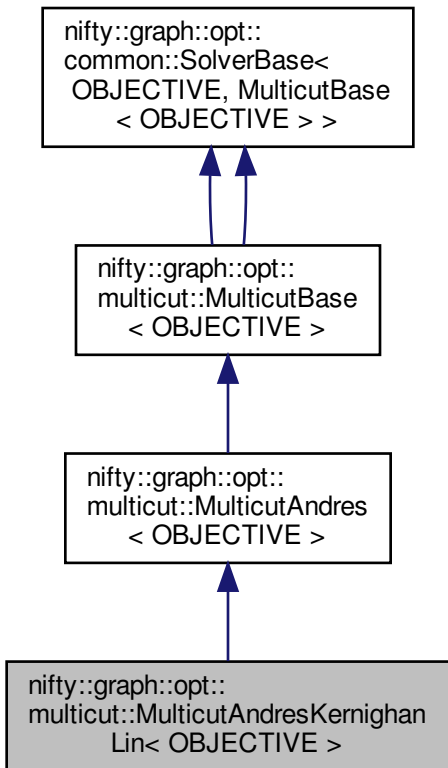 nifty::graph::opt::
common::SolverBase<
OBJECTIVE, MulticutBase
< OBJECTIVE > >
nifty::graph::opt::
multicut::MulticutBase
< OBJECTIVE >
nifty::graph::opt::
multicut::MulticutAndres
< OBJECTIVE >
nifty::graph::opt::
multicut::MulticutAndresKernighan
Lin< OBJECTIVE >